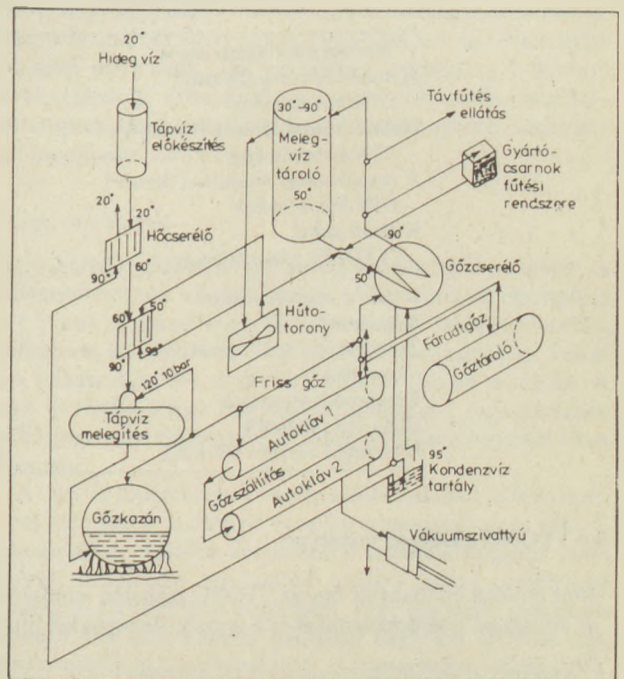 20°
Hideg víz
Tápvíz
előkészítés
20°
20°
Hőcserélő
90°
60°
60°
50°
90°
95°
120° 10 bar
Tápvíz
melegítés
Gőzkazán
30°-90°
Meleg-
víz
tároló
50°
Távfűtés
ellátás
Gyártó-
csarnok
fűtési
rendszere
90°
50°
Gőzcserélő
Hűtő-
torony
Friss gőz
Fáradtgőz
Gőztároló
Autokláv 1
Gőzszállítás
Autokláv 2
95°
Kondenzvíz
tartály
Vákuumszivattyú